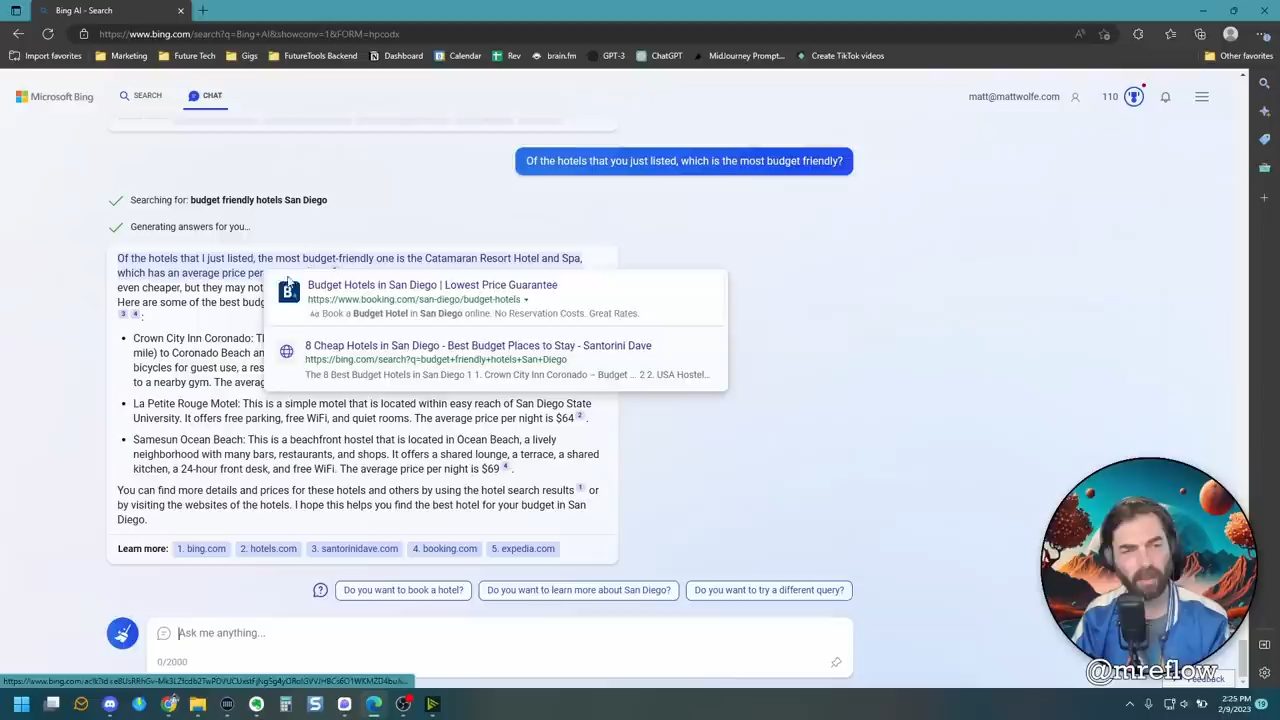 Bing AI - Search
https://www.bing.com/search?q=Bing+AI&showconv=1&FORM=hpcodx
Import favorites
Marketing
Future Tech
Gigs
FutureTools Backend
Dashboard
Calendar
Rev
brain.fm
GPT-3
ChatGPT
MidJourney Prompt...
Create TikTok videos
Other favorites
Microsoft Bing
SEARCH
CHAT
matt@mattwolfe.com
110
Of the hotels that you just listed, which is the most budget friendly?
Searching for: budget friendly hotels San Diego
Generating answers for you...
Of the hotels that I just listed, the most budget-friendly one is the Catamaran Resort Hotel and Spa,
which has an average price per
even cheaper, but they may not
Here are some of the best budg
3 4 :
Budget Hotels in San Diego | Lowest Price Guarantee
https://www.booking.com/san-diego/budget-hotels
Ad Book a Budget Hotel in San Diego online. No Reservation Costs. Great Rates.
8 Cheap Hotels in San Diego - Best Budget Places to Stay - Santorini Dave
https://bing.com/search?q=budget+friendly+hotels+San+Diego
The 8 Best Budget Hotels in San Diego 1 1. Crown City Inn Coronado – Budget ... 2 2. USA Hostel...
• Crown City Inn Coronado: Th
mile) to Coronado Beach an
bicycles for guest use, a res
to a nearby gym. The averag
• La Petite Rouge Motel: This is a simple motel that is located within easy reach of San Diego State
University. It offers free parking, free WiFi, and quiet rooms. The average price per night is $64 2 .
• Samesun Ocean Beach: This is a beachfront hostel that is located in Ocean Beach, a lively
neighborhood with many bars, restaurants, and shops. It offers a shared lounge, a terrace, a shared
kitchen, a 24-hour front desk, and free WiFi. The average price per night is $69 4 .
You can find more details and prices for these hotels and others by using the hotel search results 1 or
by visiting the websites of the hotels. I hope this helps you find the best hotel for your budget in San
Diego.
Learn more: 1. bing.com 2. hotels.com 3. santorinidave.com 4. booking.com 5. expedia.com
Do you want to book a hotel?
Do you want to learn more about San Diego?
Do you want to try a different query?
Ask me anything...
0/2000
@mreflow
Feedback
2:25 PM
2/9/2023
19